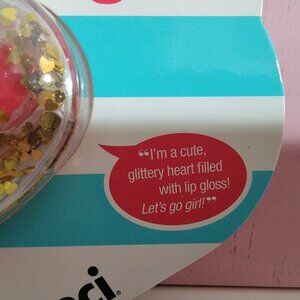 “I'm a cute,
glittery heart filled
with lip gloss!
Let's go girl!”